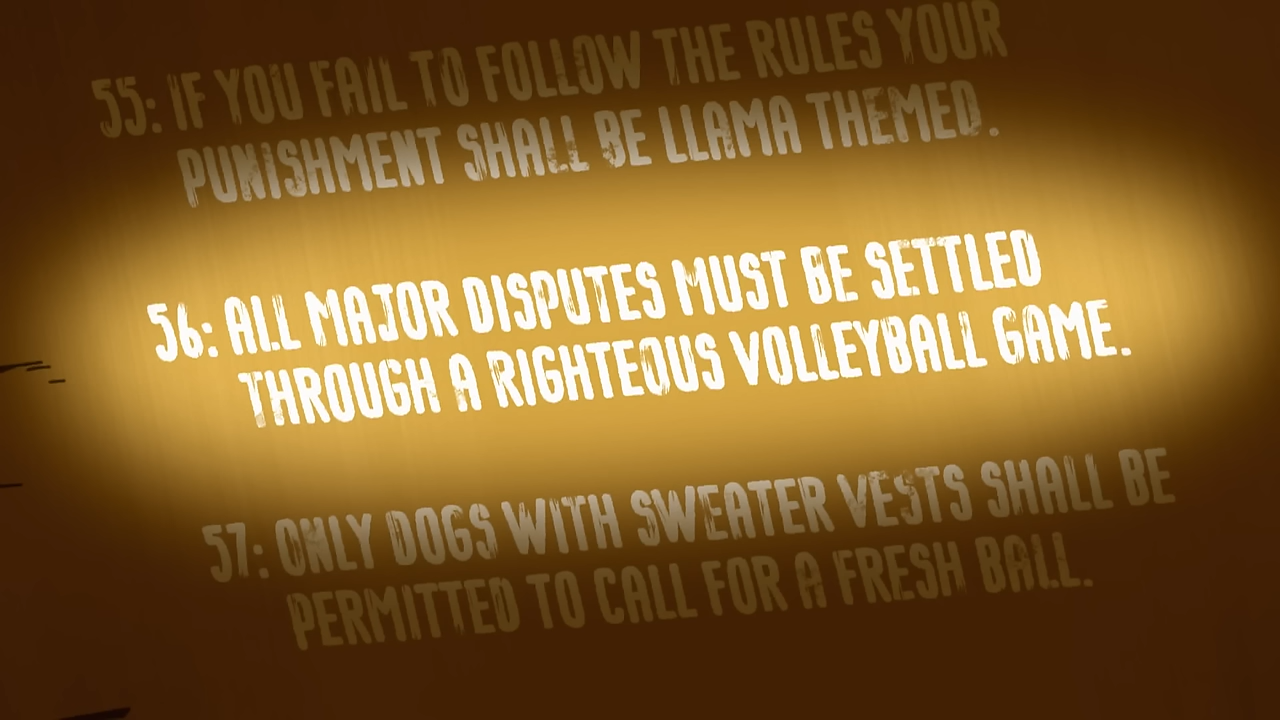 55: IF YOU FAIL TO FOLLOW THE RULES YOUR
PUNISHMENT SHALL BE LLAMA THEMED.
56: ALL MAJOR DISPUTES MUST BE SETTLED
THROUGH A RIGHTEOUS VOLLEYBALL GAME.
57: ONLY DOGS WITH SWEATER VESTS SHALL BE
PERMITTED TO CALL FOR A FRESH BALL.